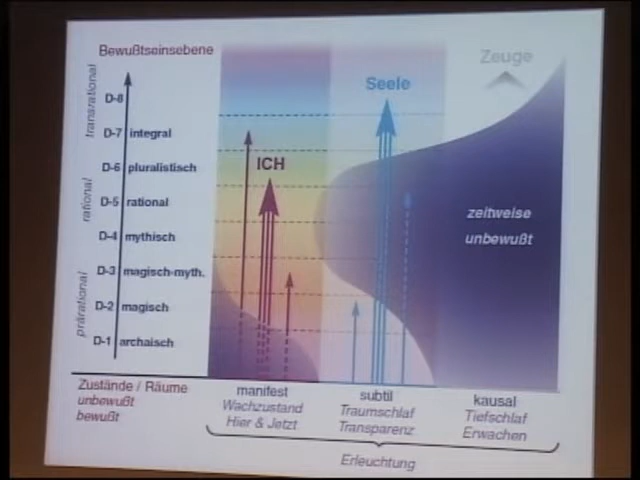 Bewußtseinsebene
Zeuge
Seele
transrational
D-8
D-7 integral
D-6 pluralistisch
ICH
rational
D-5 rational
D-4 mythisch
zeitweise
unbewußt
D-3 magisch-myth.
prärational
D-2 magisch
D-1 archaisch
Zustände / Räume
unbewußt
bewußt
manifest
Wachzustand
Hier & Jetzt
subtil
Traumschlaf
Transparenz
kausal
Tiefschlaf
Erwachen
Erleuchtung